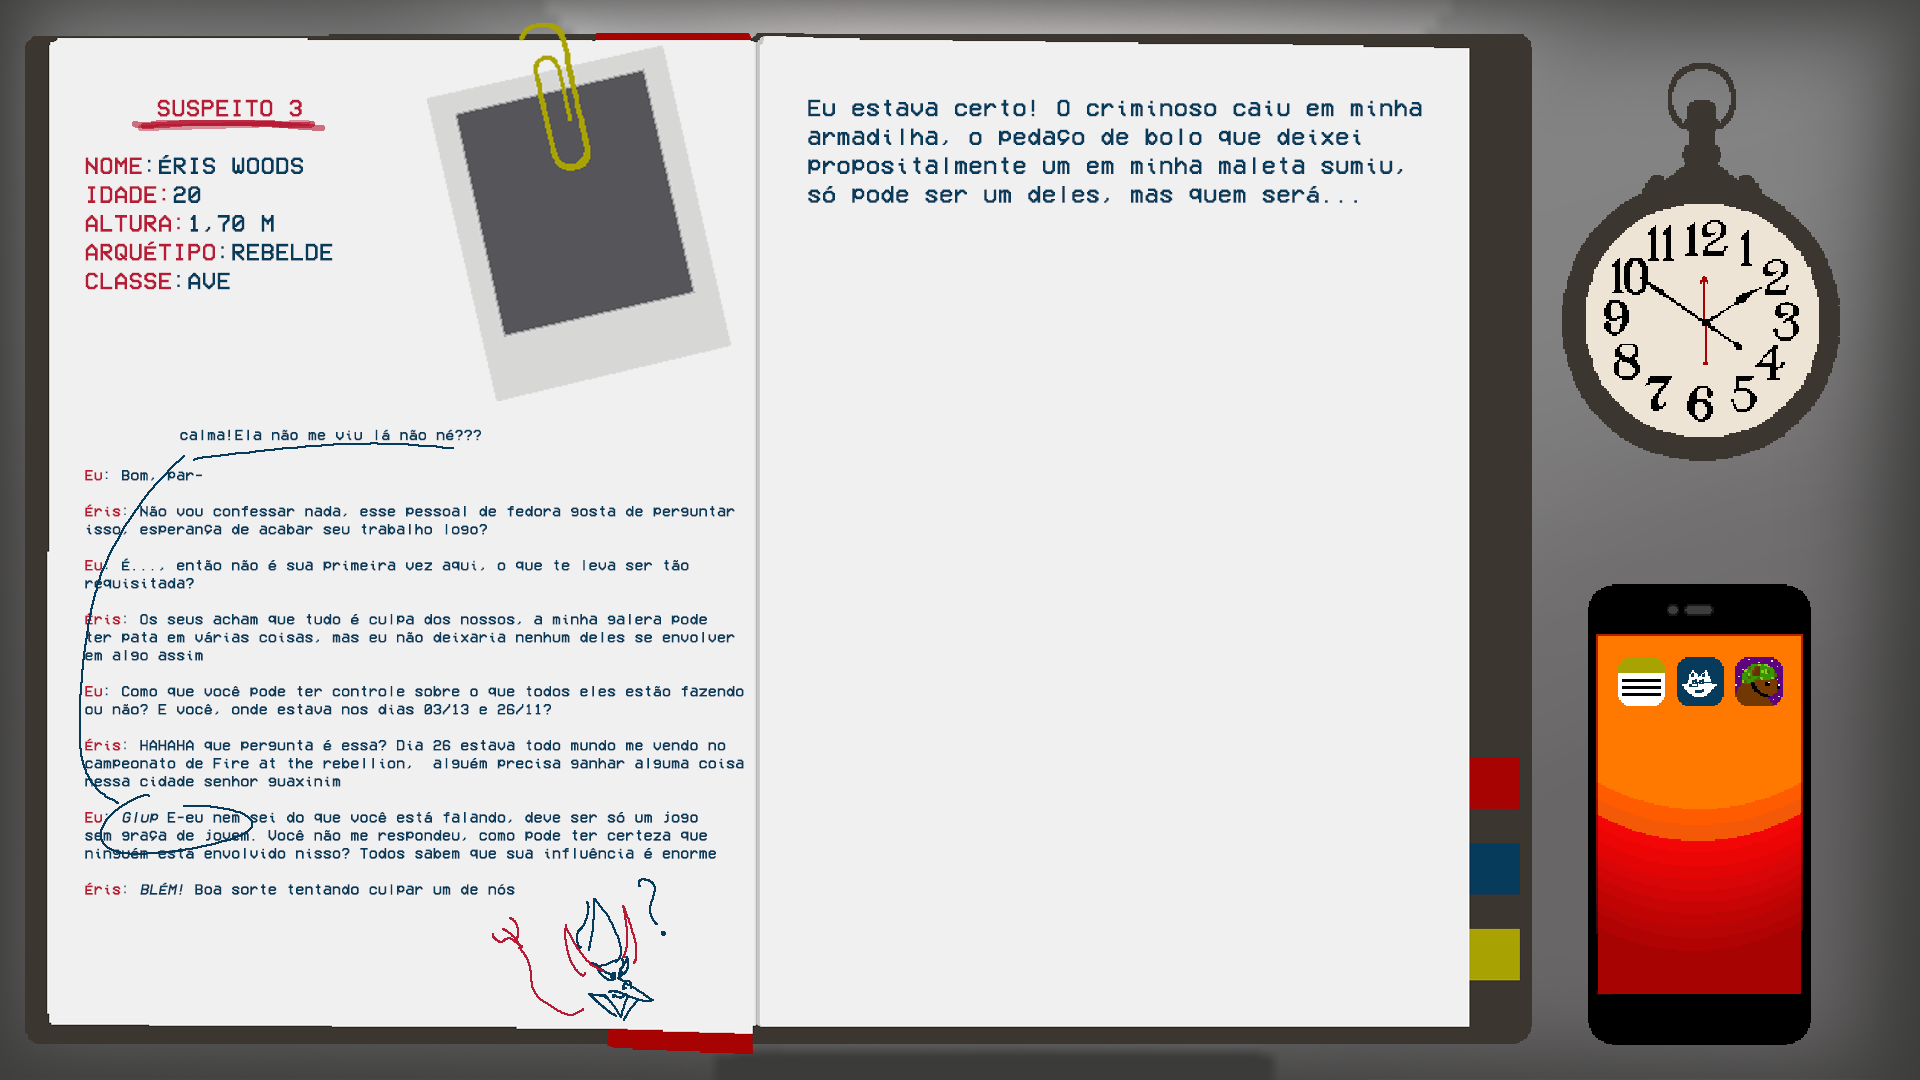 SUSPEITO 3
NOME:ÉRIS WOODS
IDADE:20
ALTURA:1,70 M
ARQUÉTIPO:REBELDE
CLASSE:AVE
calma!Ela não me viu lá não né???
Eu: Bom, par-
Éris: Não vou confessar nada, esse pessoal de fedora gosta de perguntar
isso, esperança de acabar seu trabalho logo?
Eu: É..., então não é sua primeira vez aqui, o que te leva ser tão
requisitada?
Éris: Os seus acham que tudo é culpa dos nossos, a minha galera pode
ter pata em várias coisas, mas eu não deixaria nenhum deles se envolver
em algo assim
Eu: Como que você pode ter controle sobre o que todos eles estão fazendo
ou não? E você, onde estava nos dias 03/13 e 26/11?
Éris: HAHAHA que pergunta é essa? Dia 26 estava todo mundo me vendo no
campeonato de Fire at the rebellion, alguém precisa ganhar alguma coisa
nessa cidade senhor guaxinim
Eu: Glup E-eu nem sei do que você está falando, deve ser só um jogo
sem graça de jovem. Você não me respondeu, como pode ter certeza que
ninguém está envolvido nisso? Todos sabem que sua influência é enorme
Éris: BLÉM! Boa sorte tentando culpar um de nós
?
Eu estava certo! O criminoso caiu em minha
armadilha, o pedaço de bolo que deixei
propositalmente um em minha maleta sumiu,
só pode ser um deles, mas quem será...
12
1
2
3
4
5
6
7
8
9
10
11